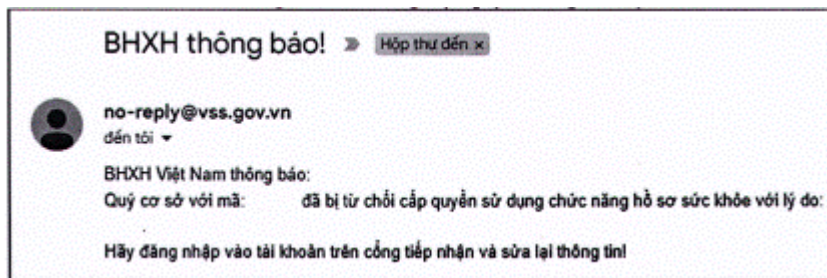 BHXH thông báo! Hộp thư đến x
no-reply@vss.gov.vn
đến tôi
BHXH Việt Nam thông báo:
Quý cơ sở với mã: đã bị từ chối cấp quyền sử dụng chức năng hồ sơ sức khỏe với lý do:
Hãy đăng nhập vào tài khoản trên cổng tiếp nhận và sửa lại thông tin!